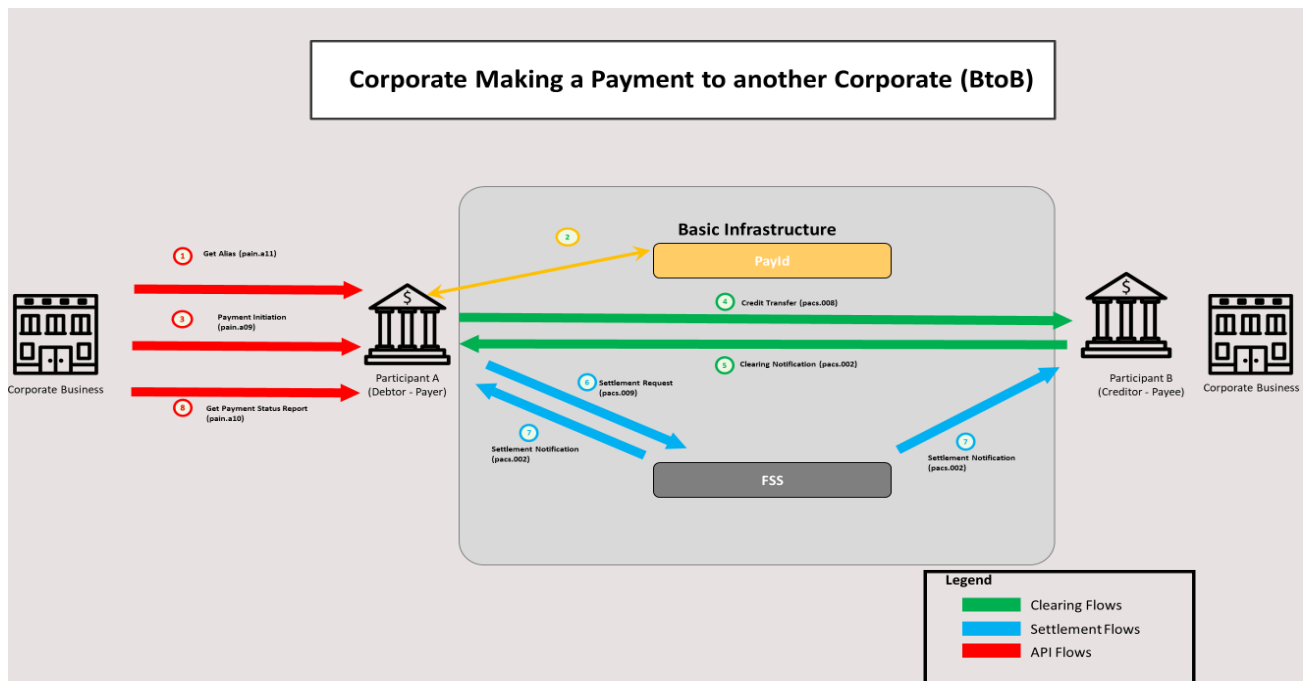 Corporate Making a Payment to another Corporate (BtoB)
Basic Infrastructure
PayId
2
1
Get Alias (pain.a11)
3
Payment Initiation
(pain.a09)
8
Get Payment Status Report
(pain.a10)
Corporate Business
$
Participant A
(Debtor - Payer)
4
Credit Transfer (pacs.008)
5
Clearing Notification (pacs.002)
6
Settlement Request
(pacs.009)
7
Settlement Notification
(pacs.002)
7
Settlement Notification
(pacs.002)
FSS
$
Participant B
(Creditor - Payee)
Corporate Business
Legend
Clearing Flows
Settlement Flows
API Flows